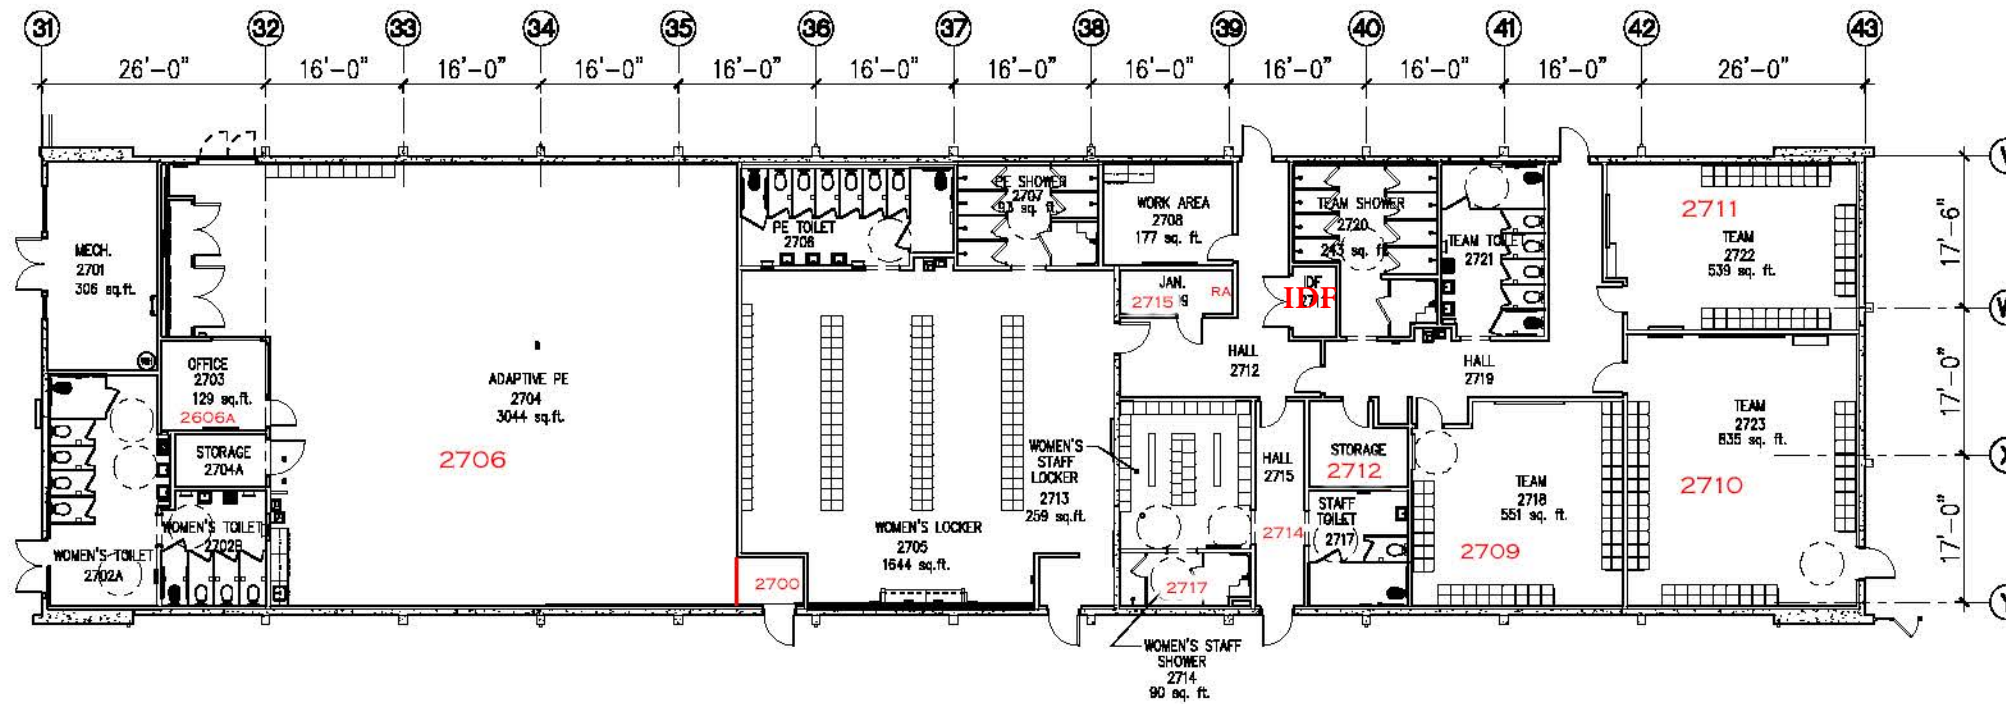 31 32 33 34 35 36 37 38 39 40 41 42 43
26'-0" 16'-0" 16'-0" 16'-0" 16'-0" 16'-0" 16'-0" 16'-0" 16'-0" 16'-0" 16'-0" 26'-0"
17'-6"
17'-0"
17'-0"
MECH.
2701
306 sq.ft.
OFFICE
2703
129 sq.ft.
2606A
STORAGE
2704A
WOMEN'S TOILET
2702B
WOMEN'S TOILET
2702A
ADAPTIVE PE
2704
3044 sq.ft.
2706
PE TOILET
2706
PE SHOWER
2707
93 sq. ft.
WORK AREA
2708
177 sq. ft.
JAN.
2715
RA
IDF
IDF
TEAM SHOWER
2720
243 sq. ft.
TEAM TOILET
2721
2711
TEAM
2722
539 sq. ft.
HALL
2712
HALL
2719
WOMEN'S LOCKER
2705
1644 sq.ft.
2700
WOMEN'S
STAFF
LOCKER
2713
259 sq.ft.
2717
WOMEN'S STAFF
SHOWER
2714
90 sq. ft.
HALL
2715
2714
STORAGE
2712
STAFF
TOILET
2717
TEAM
2718
551 sq. ft.
2709
TEAM
2723
835 sq. ft.
2710
X